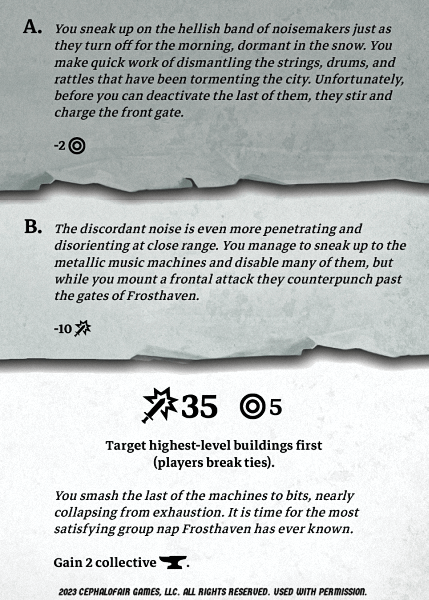 A. You sneak up on the hellish band of noisemakers just as
they turn off for the morning, dormant in the snow. You
make quick work of dismantling the strings, drums, and
rattles that have been tormenting the city. Unfortunately,
before you can deactivate the last of them, they stir and
charge the front gate.
-2
B. The discordant noise is even more penetrating and
disorienting at close range. You manage to sneak up to the
metallic music machines and disable many of them, but
while you mount a frontal attack they counterpunch past
the gates of Frosthaven.
-10
35 5
Target highest-level buildings first
(players break ties).
You smash the last of the machines to bits, nearly
collapsing from exhaustion. It is time for the most
satisfying group nap Frosthaven has ever known.
Gain 2 collective .
2023 CEPHALOFAIR GAMES, LLC. ALL RIGHTS RESERVED. USED WITH PERMISSION.